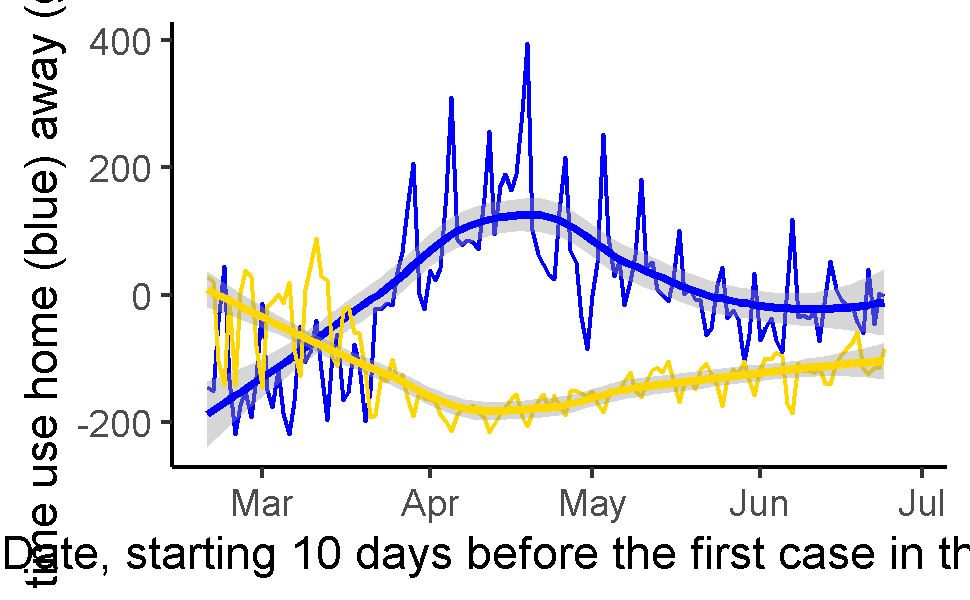 time use home (blue) away (
400
200
0
-200
Mar Apr May Jun Jul
Date, starting 10 days before the first case in th